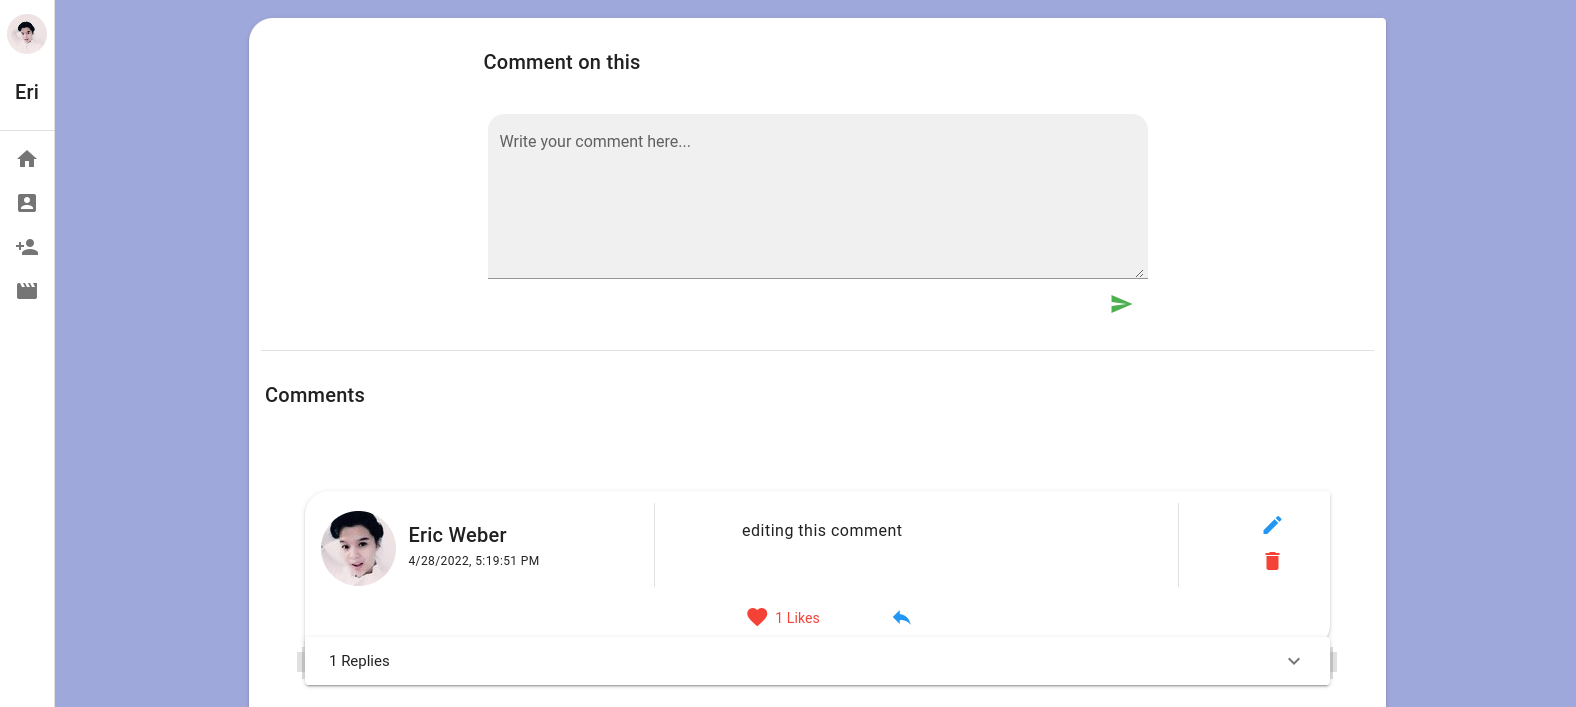 Eri
Comment on this
Write your comment here...
Comments
Eric Weber
4/28/2022, 5:19:51 PM
editing this comment
1 Likes
1 Replies